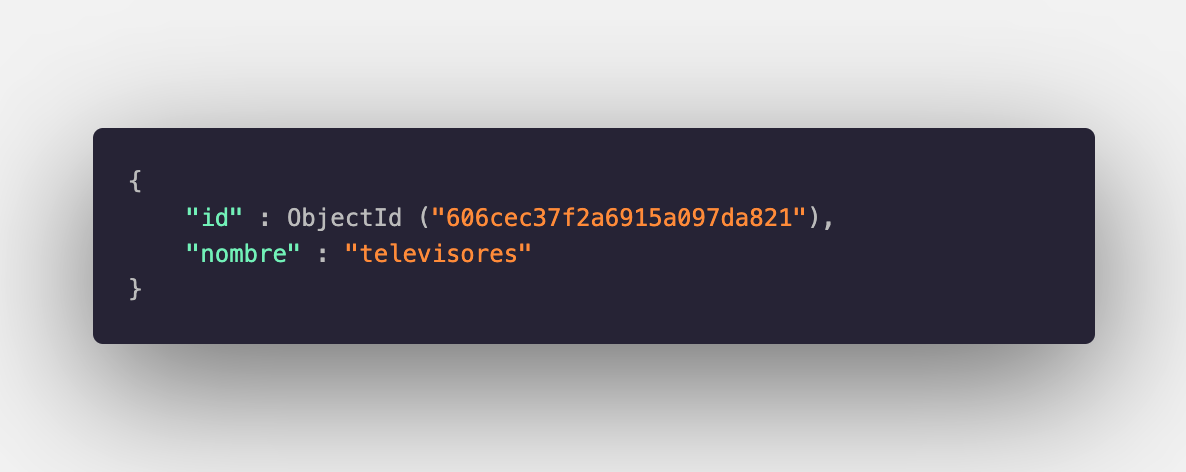 {
"id" : ObjectId ("606cec37f2a6915a097da821"),
"nombre" : "televisores"
}